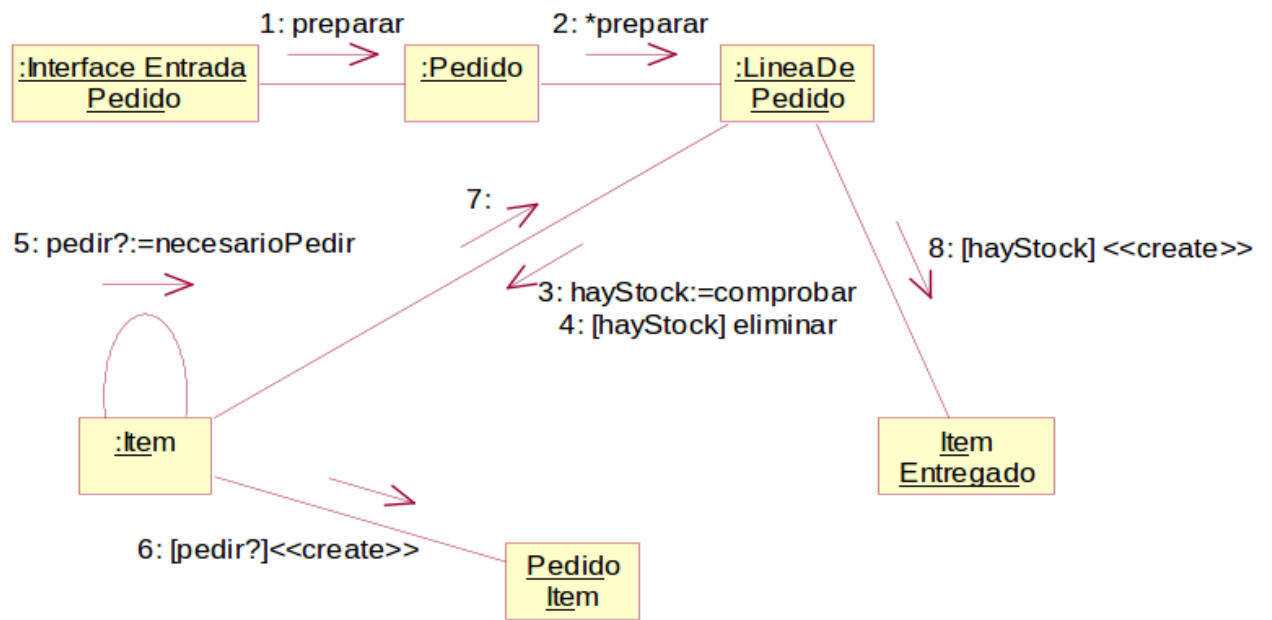 1: preparar
2: *preparar
:Interface Entrada
Pedido
:Pedido
:LineaDe
Pedido
7:
5: pedir?:=necesarioPedir
8: [hayStock] <<create>>
3: hayStock:=comprobar
4: [hayStock] eliminar
:Item
Item
Entregado
6: [pedir?]<<create>>
Pedido
Item